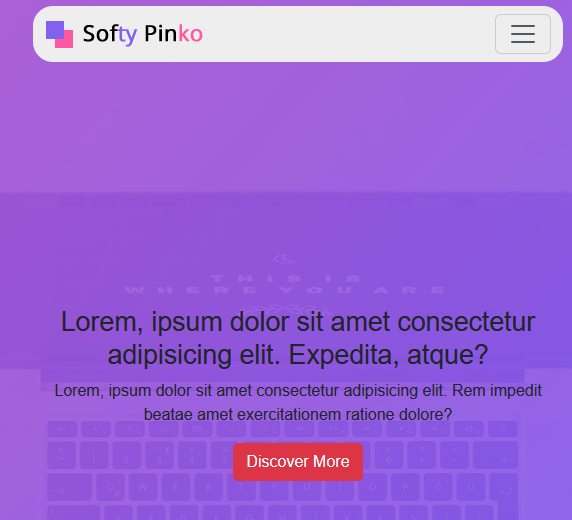 Softy Pinko
THIS IS
WHERE YOU ARE
Lorem, ipsum dolor sit amet consectetur
adipisicing elit. Expedita, atque?
Lorem, ipsum dolor sit amet consectetur adipisicing elit. Rem impedit
beatae amet exercitationem ratione dolore?
Discover More